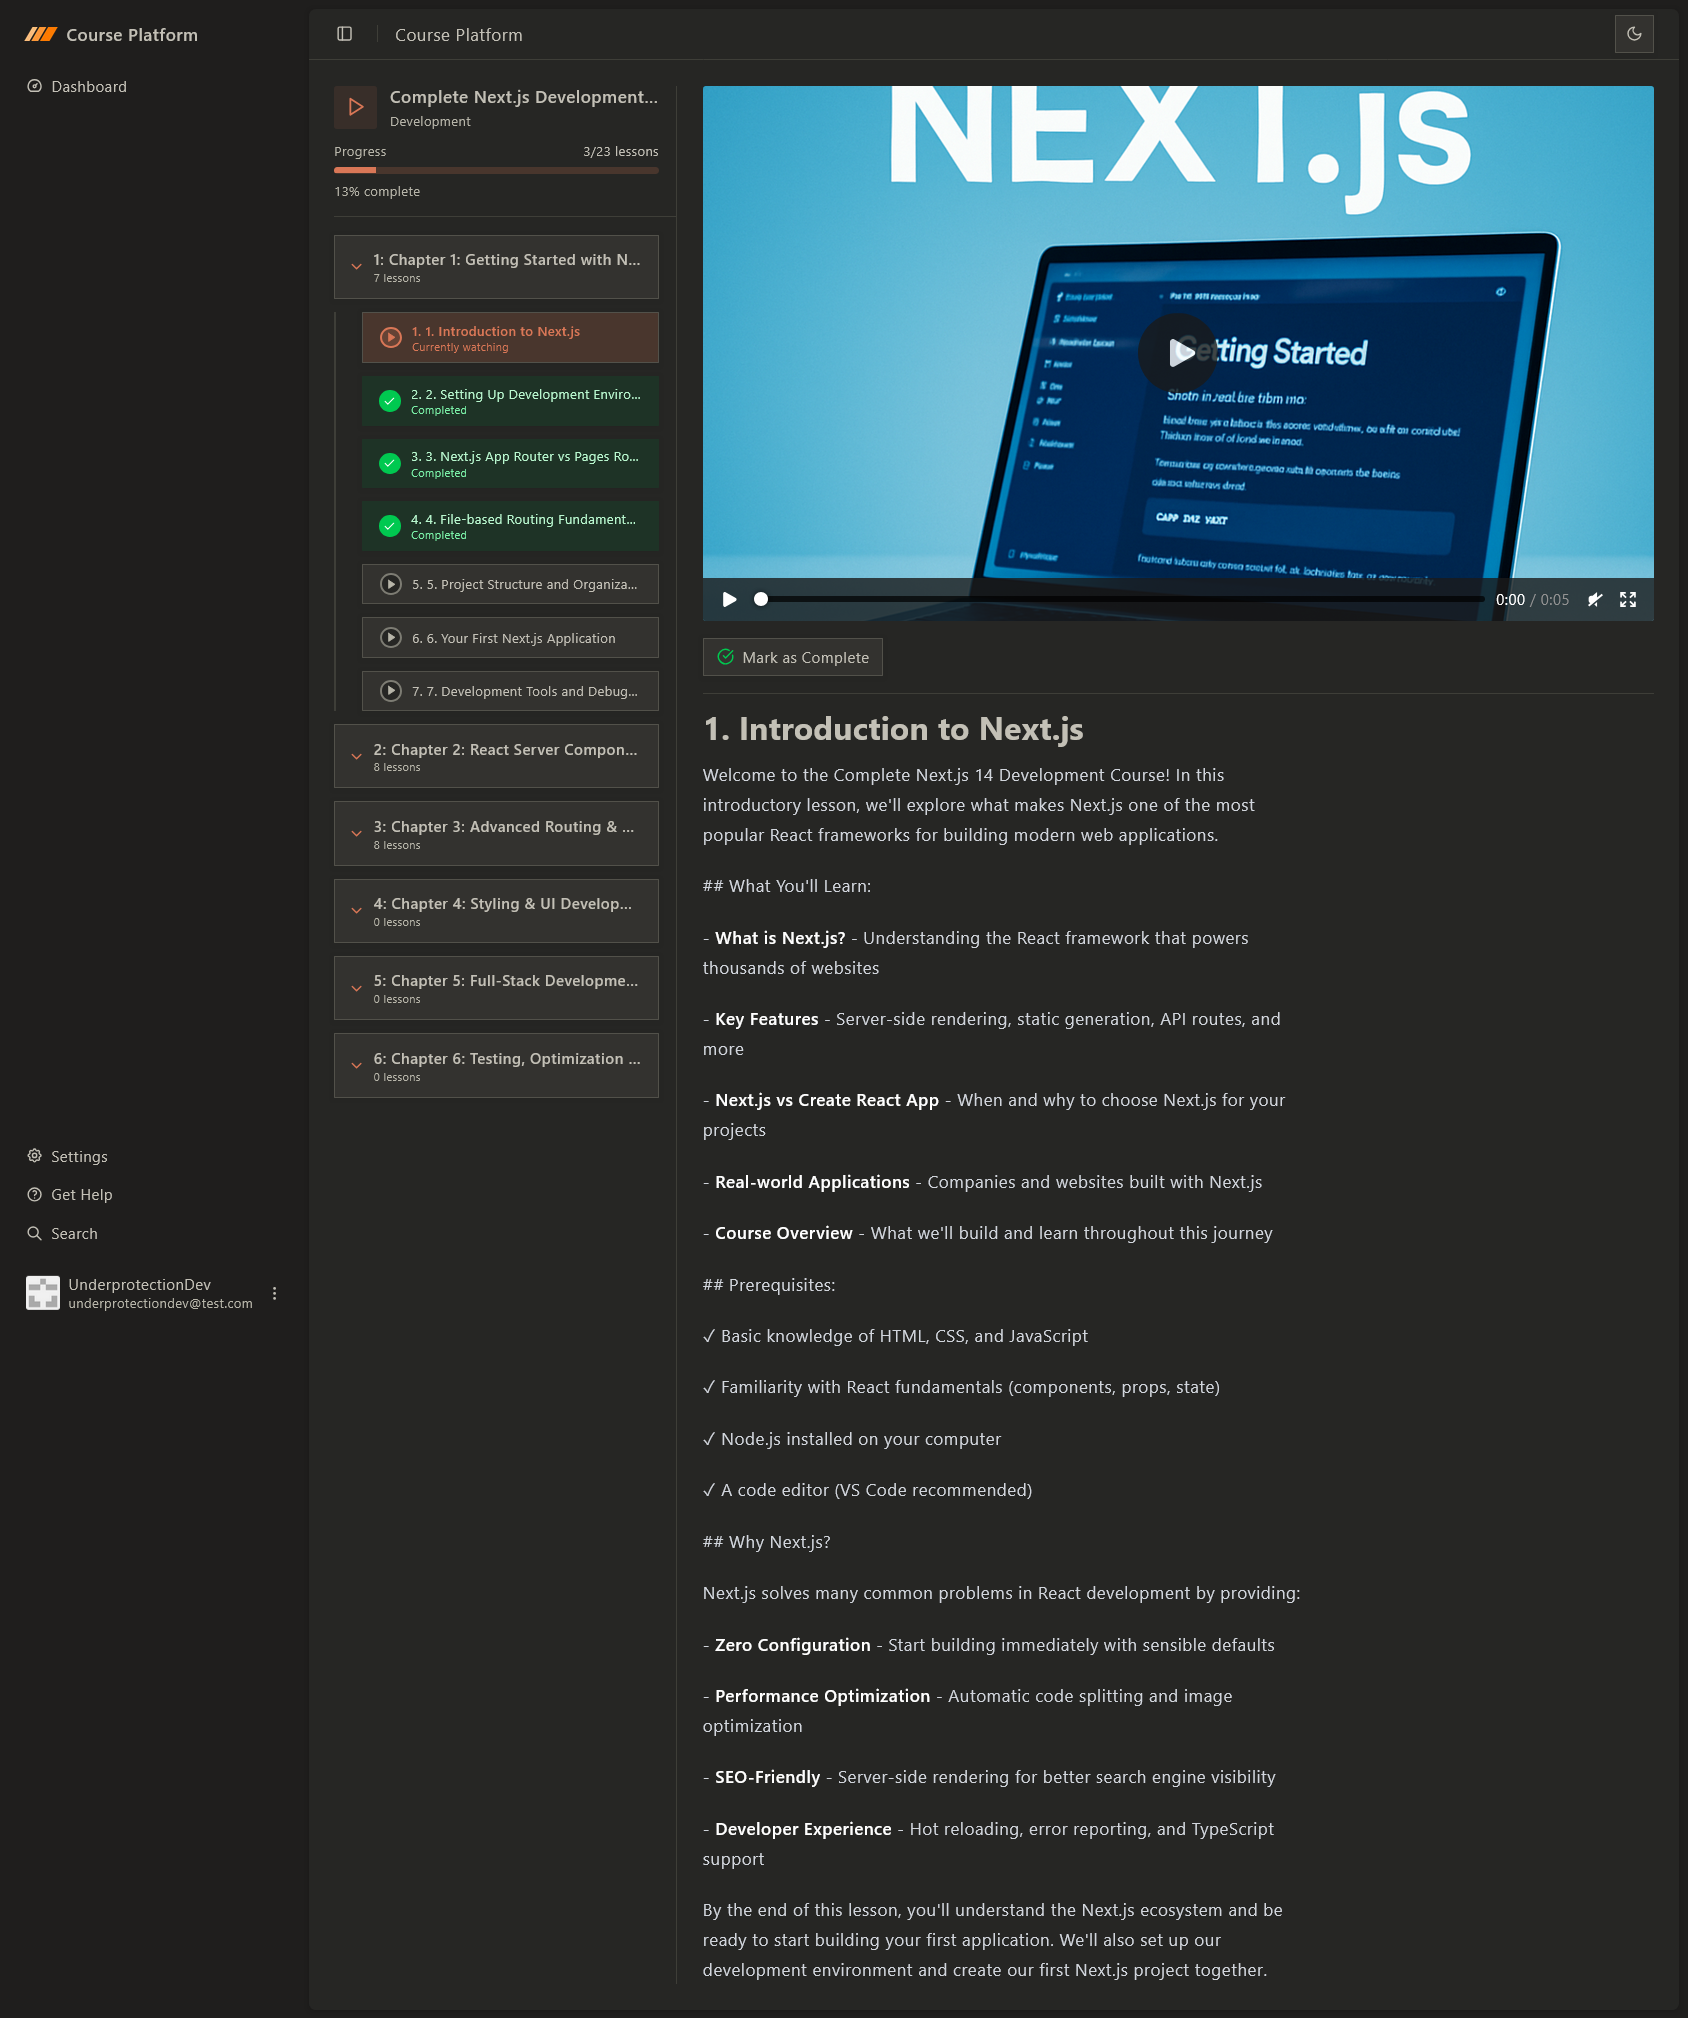 Course Platform
Dashboard
Settings
Get Help
Search
UnderprotectionDev
underprotectiondev@test.com
Course Platform
Complete Next.js Development...
Development
Progress
3/23 lessons
13% complete
1: Chapter 1: Getting Started with N...
7 lessons
1. 1. Introduction to Next.js
Currently watching
2. 2. Setting Up Development Enviro...
Completed
3. 3. Next.js App Router vs Pages Ro...
Completed
4. 4. File-based Routing Fundament...
Completed
5. 5. Project Structure and Organiza...
6. 6. Your First Next.js Application
7. 7. Development Tools and Debug...
2: Chapter 2: React Server Compon...
8 lessons
3: Chapter 3: Advanced Routing & ...
8 lessons
4: Chapter 4: Styling & UI Develop...
0 lessons
5: Chapter 5: Full-Stack Developme...
0 lessons
6: Chapter 6: Testing, Optimization ...
0 lessons
NEXT.js
Getting Started
0:00 / 0:05
Mark as Complete
1. Introduction to Next.js
Welcome to the Complete Next.js 14 Development Course! In this
introductory lesson, we'll explore what makes Next.js one of the most
popular React frameworks for building modern web applications.
## What You'll Learn:
- What is Next.js? - Understanding the React framework that powers
thousands of websites
- Key Features - Server-side rendering, static generation, API routes, and
more
- Next.js vs Create React App - When and why to choose Next.js for your
projects
- Real-world Applications - Companies and websites built with Next.js
- Course Overview - What we'll build and learn throughout this journey
## Prerequisites:
✓ Basic knowledge of HTML, CSS, and JavaScript
✓ Familiarity with React fundamentals (components, props, state)
✓ Node.js installed on your computer
✓ A code editor (VS Code recommended)
## Why Next.js?
Next.js solves many common problems in React development by providing:
- Zero Configuration - Start building immediately with sensible defaults
- Performance Optimization - Automatic code splitting and image
optimization
- SEO-Friendly - Server-side rendering for better search engine visibility
- Developer Experience - Hot reloading, error reporting, and TypeScript
support
By the end of this lesson, you'll understand the Next.js ecosystem and be
ready to start building your first application. We'll also set up our
development environment and create our first Next.js project together.